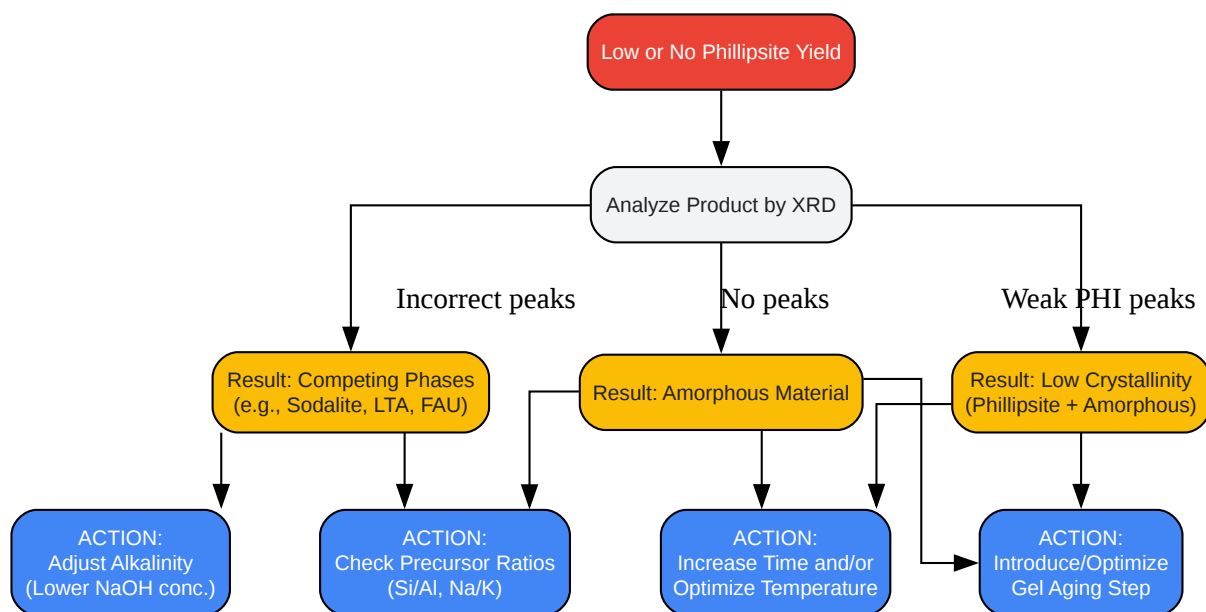 Low or No Phillipsite Yield
Analyze Product by XRD
Incorrect peaks
No peaks
Weak PHI peaks
Result: Competing Phases
(e.g., Sodalite, LTA, FAU)
Result: Amorphous Material
Result: Low Crystallinity
(Phillipsite + Amorphous)
ACTION:
Adjust Alkalinity
(Lower NaOH conc.)
ACTION:
Check Precursor Ratios
(Si/Al, Na/K)
ACTION:
Increase Time and/or
Optimize Temperature
ACTION:
Introduce/Optimize
Gel Aging Step